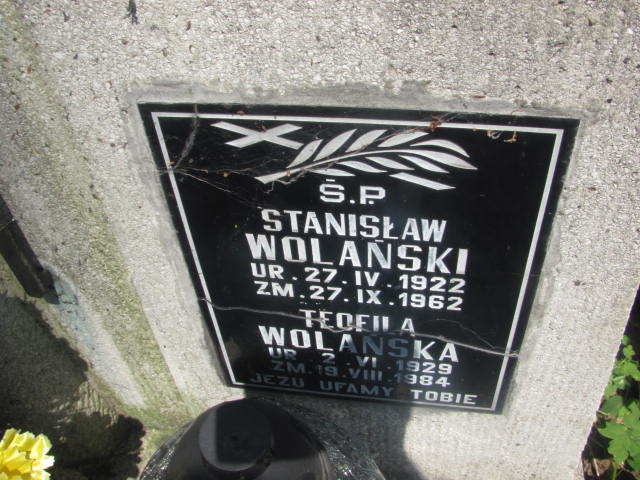 Ś.P.
STANISŁAW
WOLAŃSKI
UR. 27. IV. 1922
ZM. 27. IX. 1962
TEOFILA
WOLAŃSKA
UR. 2. VI. 1929
ZM. 19. VIII. 1984
JEZU UFAMY TOBIE